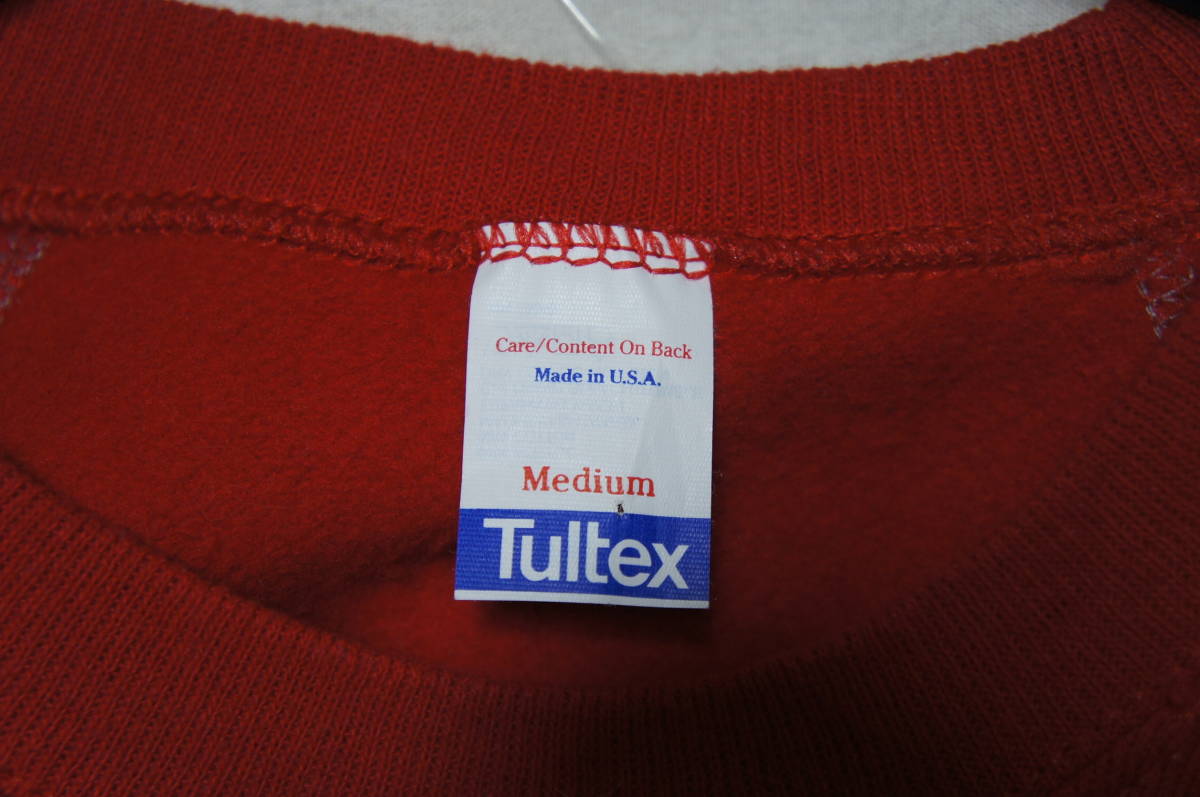 Care/Content On Back
Made in U.S.A.
Medium
Tultex